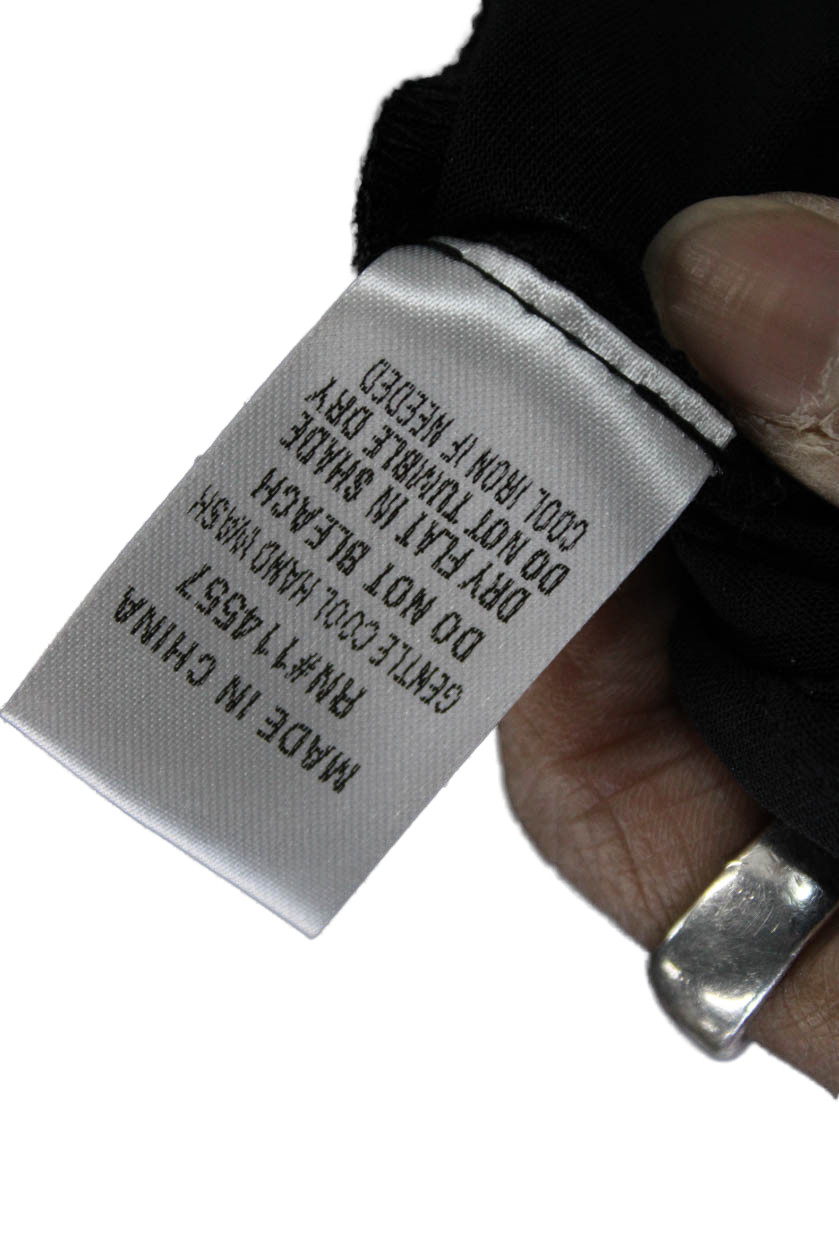 MADE IN CHINA
RN#114557
GENTLE COOL HAND WASH
DO NOT BLEACH
DRY FLAT IN SHADE
DO NOT TUMBLE DRY
COOL IRON IF NEEDED